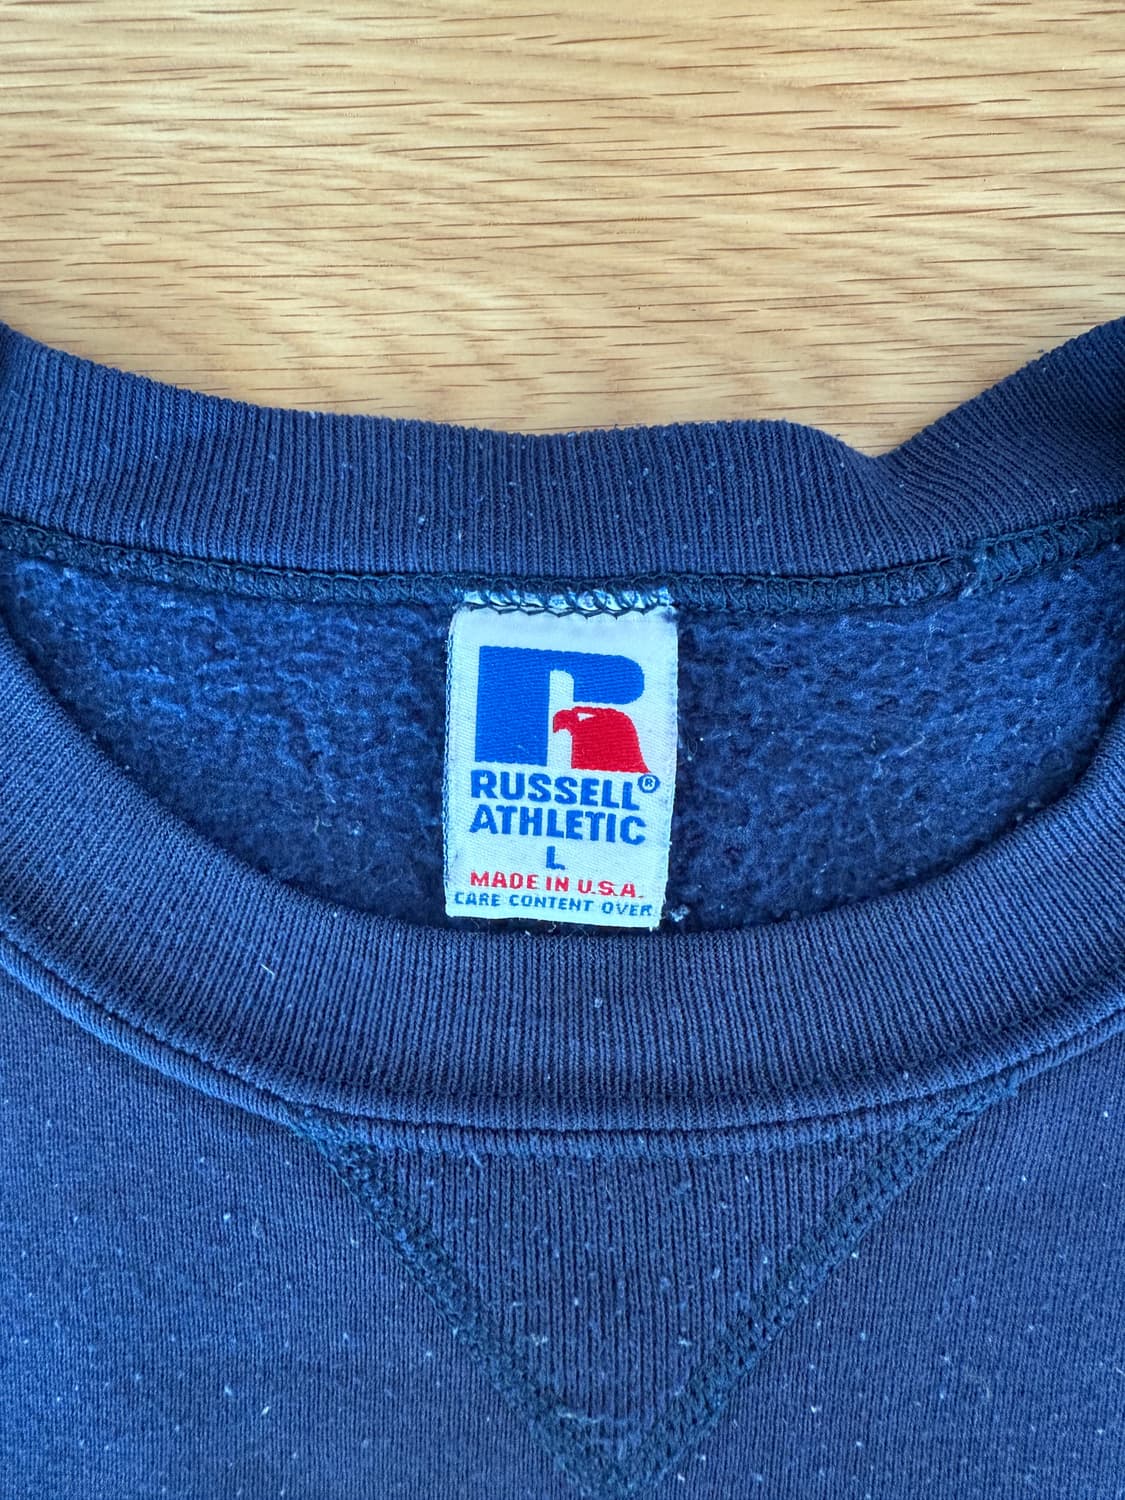 RUSSELL®
ATHLETIC
L
MADE IN U.S.A.
CARE CONTENT OVER